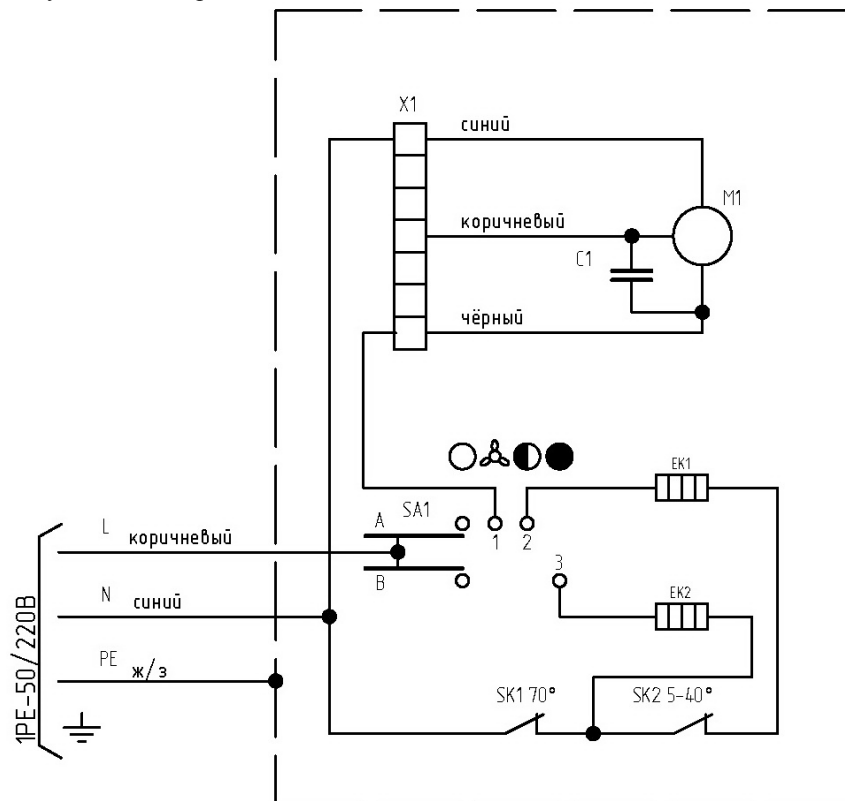 X1
синий
M1
коричневый
C1
чёрный
EK1
A SA1
1 2
L коричневый
B
3
N синий
EK2
PE ж/з
SK1 70° SK2 5-40°
1PE-50/220В